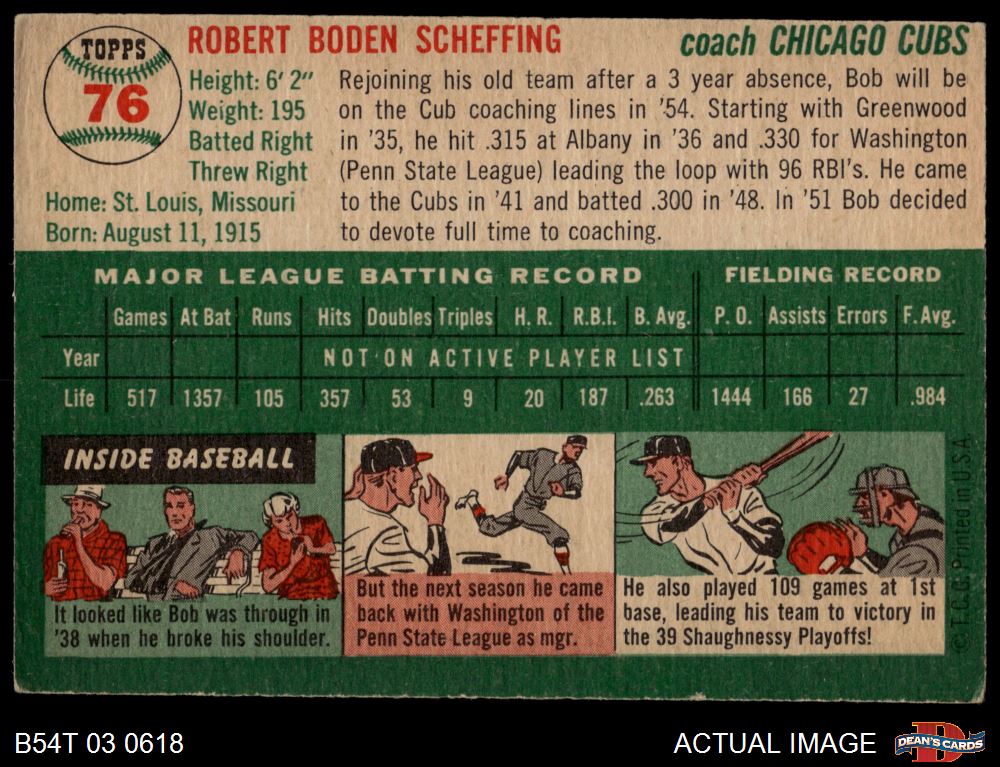 TOPPS
76
ROBERT BODEN SCHEFFING
coach CHICAGO CUBS
Height: 6' 2"
Weight: 195
Batted Right
Threw Right
Home: St. Louis, Missouri
Born: August 11, 1915
Rejoining his old team after a 3 year absence, Bob will be
on the Cub coaching lines in '54. Starting with Greenwood
in '35, he hit .315 at Albany in '36 and .330 for Washington
(Penn State League) leading the loop with 96 RBI's. He came
to the Cubs in '41 and batted .300 in '48. In '51 Bob decided
to devote full time to coaching.
MAJOR LEAGUE BATTING RECORD FIELDING RECORD
Games At Bat Runs Hits Doubles Triples H. R. R.B.I. B. Avg. P. O. Assists Errors F. Avg.
Year NOT ON ACTIVE PLAYER LIST
Life 517 1357 105 357 53 9 20 187 .263 1444 166 27 .984
INSIDE BASEBALL
It looked like Bob was through in
'38 when he broke his shoulder.
But the next season he came
back with Washington of the
Penn State League as mgr.
He also played 109 games at 1st
base, leading his team to victory in
the 39 Shaughnessy Playoffs!
© T.C.G. Printed in U.S.A.
B54T 03 0618
ACTUAL IMAGE
D
DEAN'S CARDS